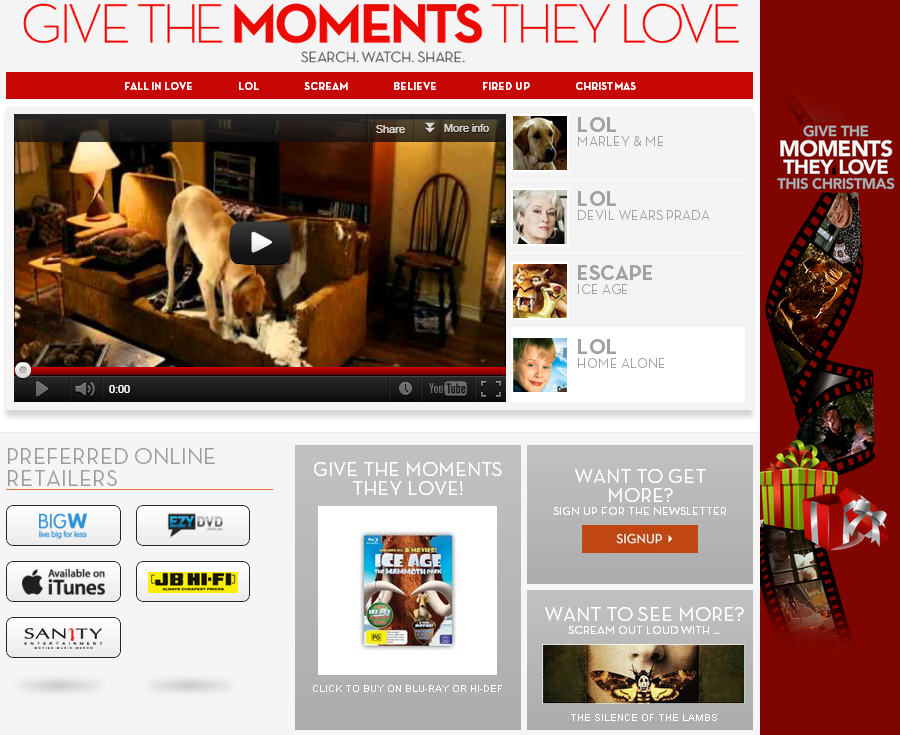 GIVE THE MOMENTS THEY LOVE
SEARCH. WATCH. SHARE.
FALL IN LOVE LOL SCREAM BELIEVE FIRED UP CHRISTMAS
Share More info
0:00
YouTube
LOL
MARLEY & ME
LOL
DEVIL WEARS PRADA
ESCAPE
ICE AGE
LOL
HOME ALONE
GIVE THE
MOMENTS
THEY LOVE
THIS CHRISTMAS
PREFERRED ONLINE
RETAILERS
BIGW
live big for less
EZYDVD
.com.au
Available on
iTunes
JB HI-FI
ALWAYS CHEAPEST PRICES
SANITY
ENTERTAINMENT
GIVE THE MOMENTS
THEY LOVE!
ICE AGE
THE MAMMOTH PACK
PG
CLICK TO BUY ON BLU-RAY OR HI-DEF
WANT TO GET
MORE?
SIGN UP FOR THE NEWSLETTER
SIGNUP
WANT TO SEE MORE?
SCREAM OUT LOUD WITH ...
THE SILENCE OF THE LAMBS